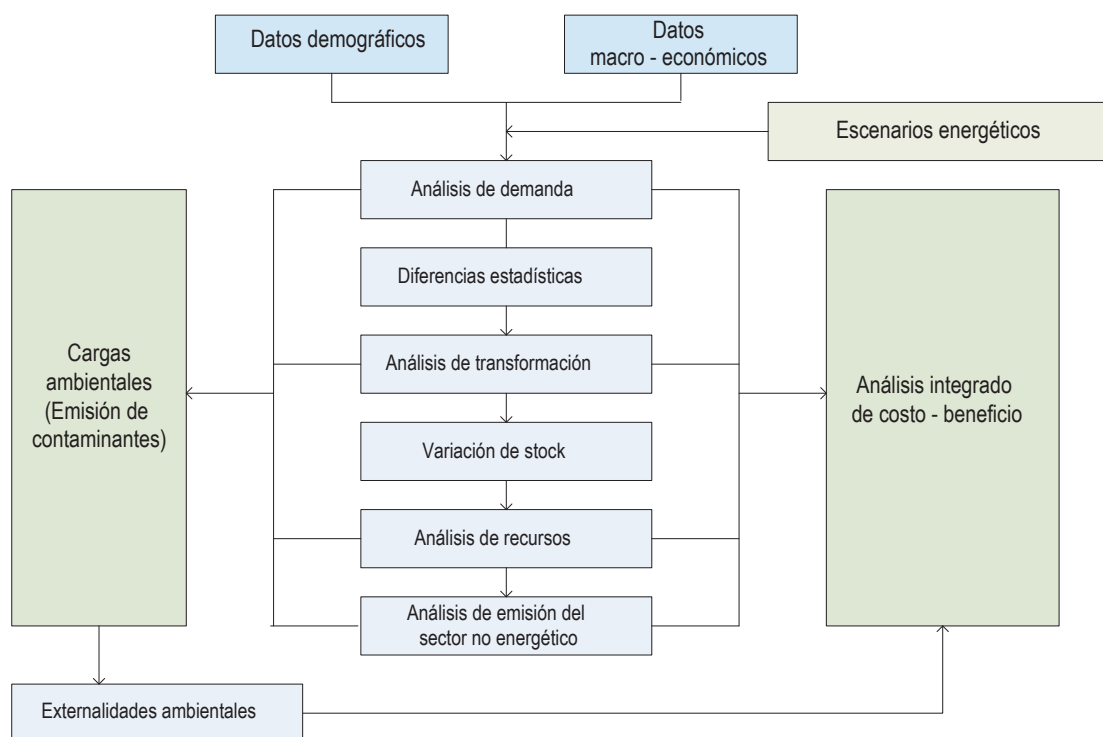 Datos demográficos
Datos
macro - económicos
Escenarios energéticos
Análisis de demanda
Diferencias estadísticas
Análisis de transformación
Variación de stock
Análisis de recursos
Análisis de emisión del
sector no energético
Cargas
ambientales
(Emisión de
contaminantes)
Análisis integrado
de costo - beneficio
Externalidades ambientales